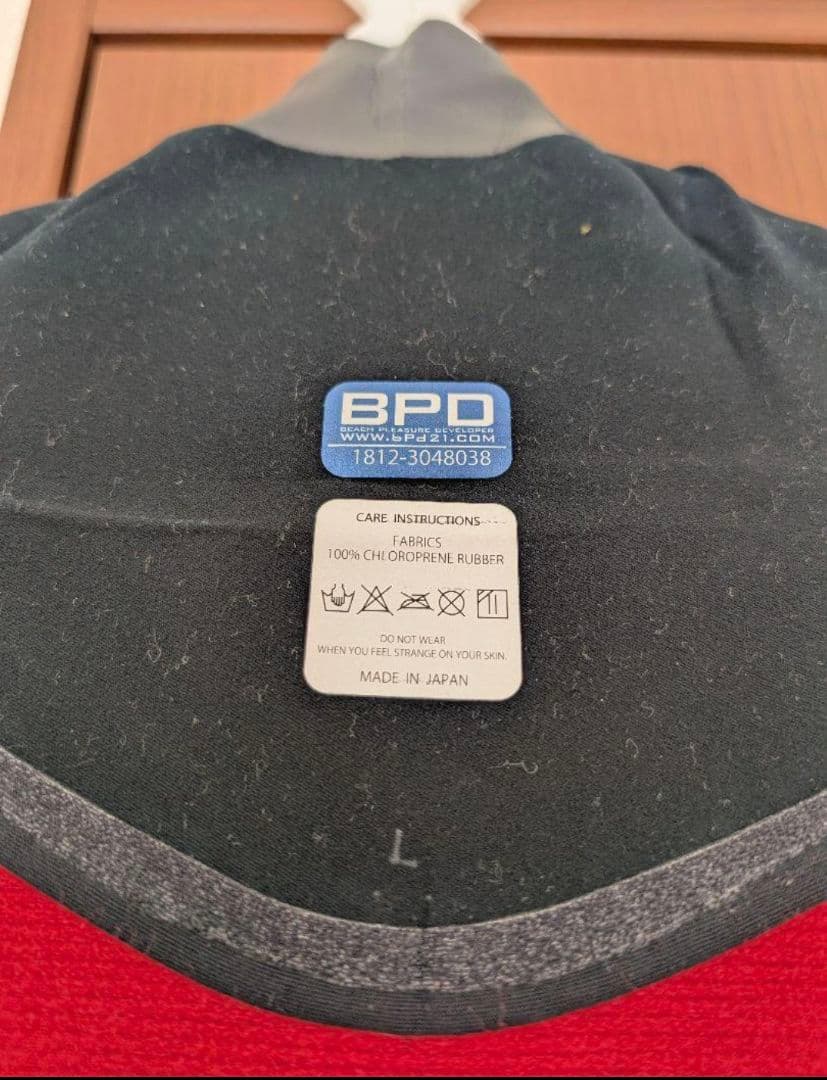 BPD
BEACH PLEASURE DEVELOPER
WWW.bPd21.COM
1812-3048038
CARE INSTRUCTIONS
FABRICS
100% CHLOROPRENE RUBBER
DO NOT WEAR
WHEN YOU FEEL STRANGE ON YOUR SKIN.
MADE IN JAPAN
L